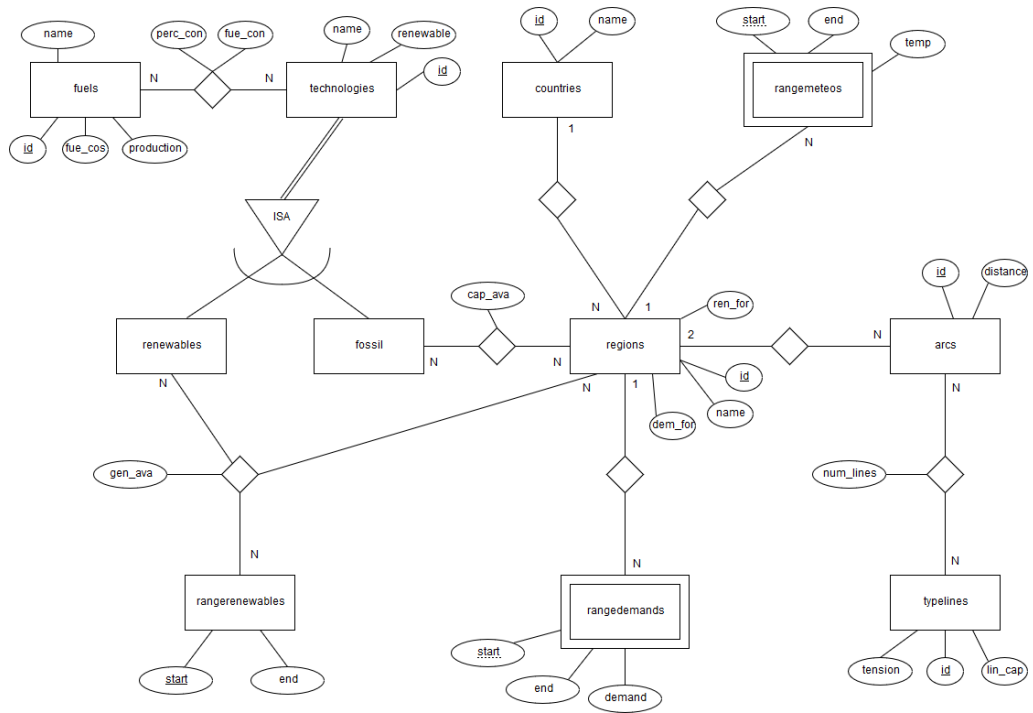 name
perc_con
fue_con
name
renewable
id
id
name
start
end
temp
fuels
N
N
technologies
countries
rangemeteos
id
fue_cos
production
1
N
ISA
cap_ava
ren_for
id
distance
N
1
renewables
fossil
N
N
regions
2
N
arcs
N
N
1
id
name
dem_for
N
gen_ava
num_lines
N
N
N
rangerenewables
rangedemands
typelines
start
end
start
end
demand
tension
id
lin_cap